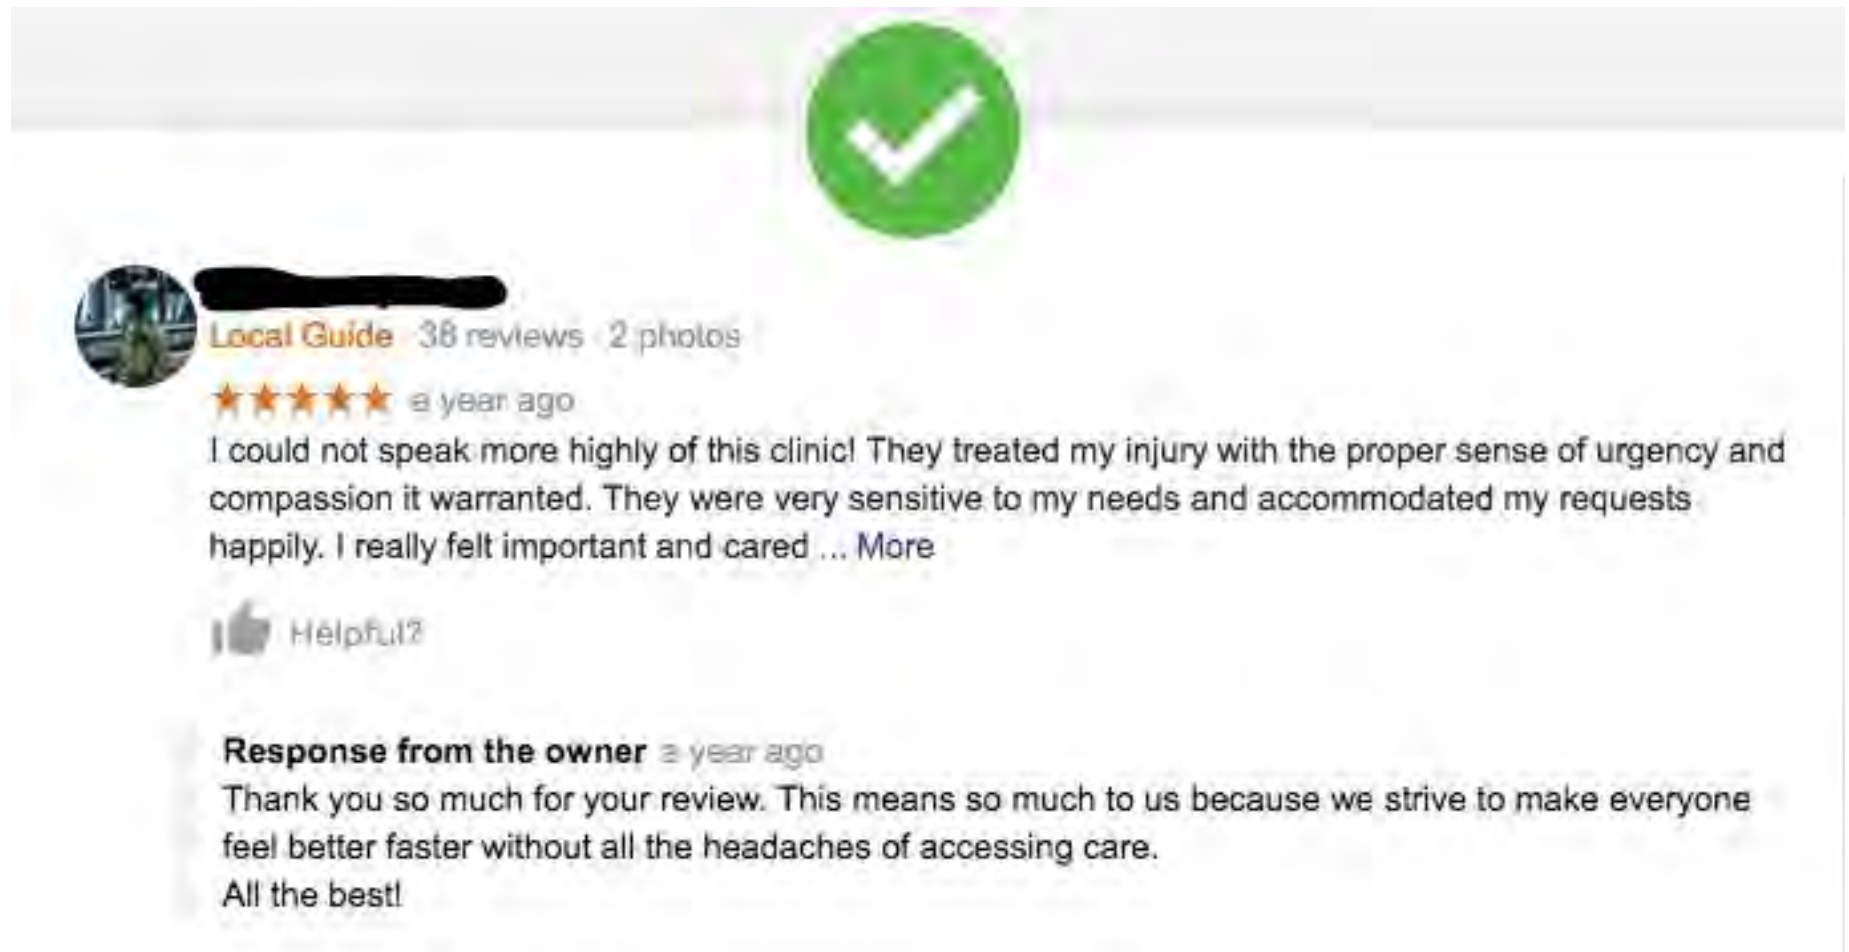 Local Guide · 38 reviews · 2 photos
★★★★★ a year ago
I could not speak more highly of this clinic! They treated my injury with the proper sense of urgency and
compassion it warranted. They were very sensitive to my needs and accommodated my requests
happily. I really felt important and cared ... More
Helpful?
Response from the owner a year ago
Thank you so much for your review. This means so much to us because we strive to make everyone
feel better faster without all the headaches of accessing care.
All the best!